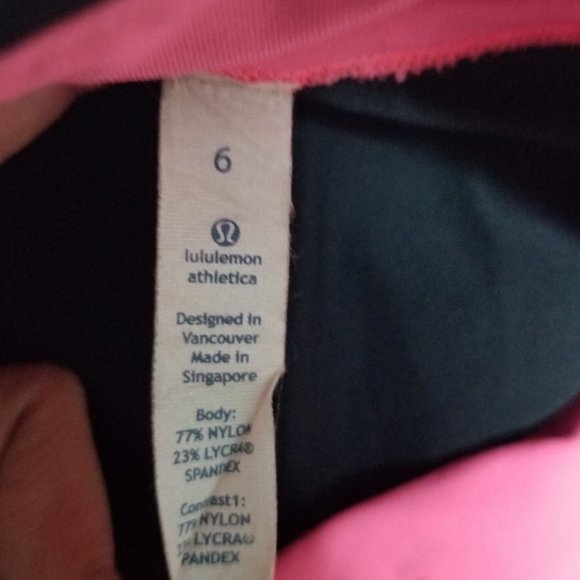 6
lululemon
athletica
Designed in
Vancouver
Made in
Singapore
Body:
77% NYLON
23% LYCRA®
SPANDEX
77% NYLON
LYCRA